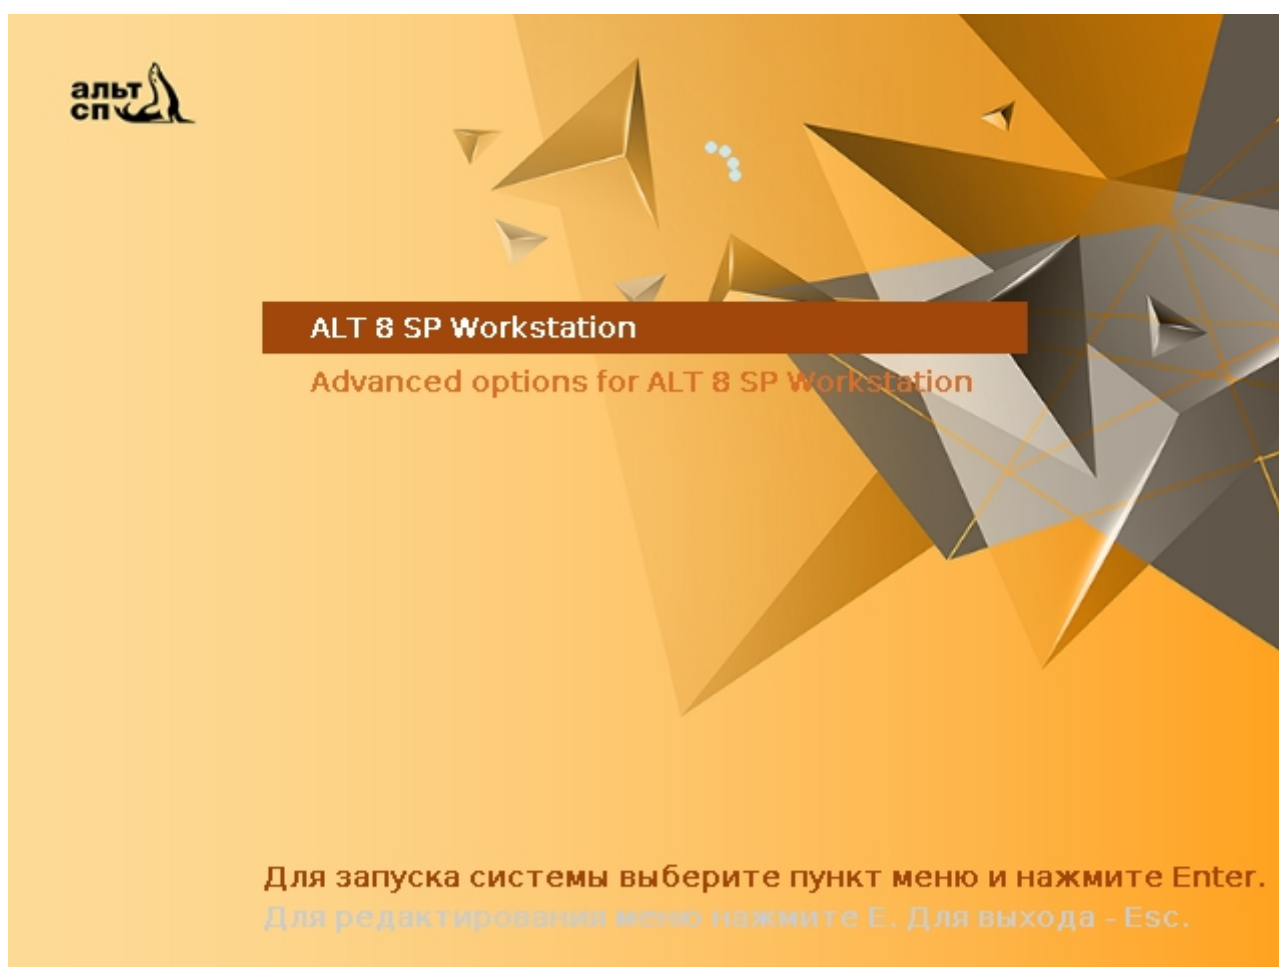 альт
сп
ALT 8 SP Workstation
Advanced options for ALT 8 SP Workstation
Для запуска системы выберите пункт меню и нажмите Enter.
Для редактирования меню нажмите E. Для выхода - Esc.